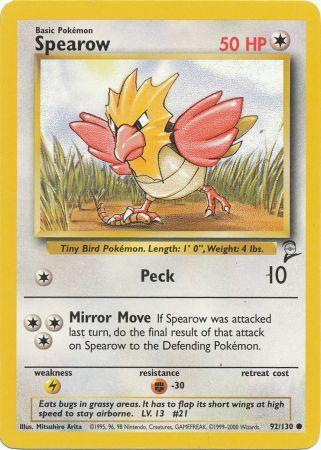 Basic Pokémon
Spearow 50 HP
Tiny Bird Pokémon. Length: 1' 0", Weight: 4 lbs.
Peck 10
Mirror Move If Spearow was attacked
last turn, do the final result of that attack
on Spearow to the Defending Pokémon.
weakness resistance retreat cost
-30
Eats bugs in grassy areas. It has to flap its short wings at
high speed to stay airborne. LV. 13 #21
Illus. Mitsuhiro Arita ©1995, 96, 98 Nintendo, Creatures, GAMEFREAK. ©1999-2000 Wizards. 92/130